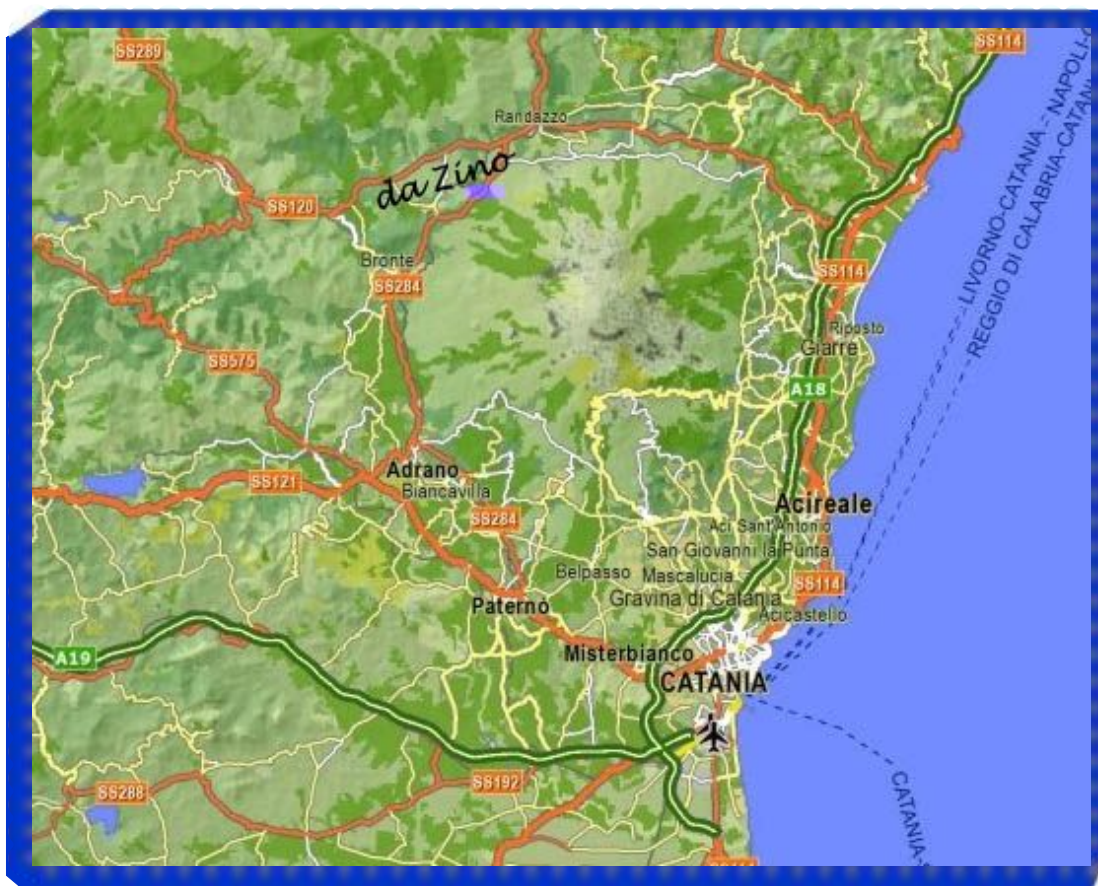 SS289
SS114
LIVORNO-CATANIA - NAPOLI-C
REGGIO DI CALABRIA-CATANI
Randazzo
da Zino
SS120
Bronte
SS284
SS114
Riposto
Giarre
SS575
A18
Adrano
SS121
Biancavilla
SS284
Acireale
Aci Sant'Antonio
San Giovanni la Punta
Belpasso
Mascalucia
SS114
Gravina di Catania
Paternò
Acicastello
Misterbianco
A19
CATANIA
SS192
SS288
CATANIA-